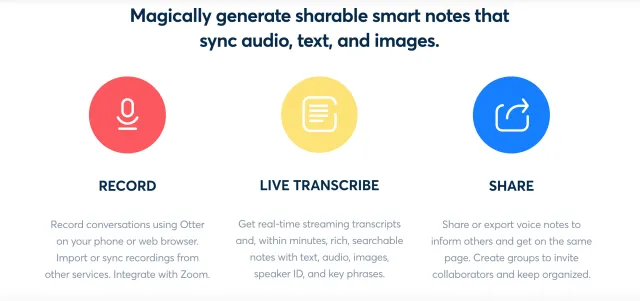 Magically generate sharable smart notes that
sync audio, text, and images.
RECORD
Record conversations using Otter
on your phone or web browser.
Import or sync recordings from
other services. Integrate with Zoom.
LIVE TRANSCRIBE
Get real-time streaming transcripts
and, within minutes, rich, searchable
notes with text, audio, images,
speaker ID, and key phrases.
SHARE
Share or export voice notes to
inform others and get on the same
page. Create groups to invite
collaborators and keep organized.